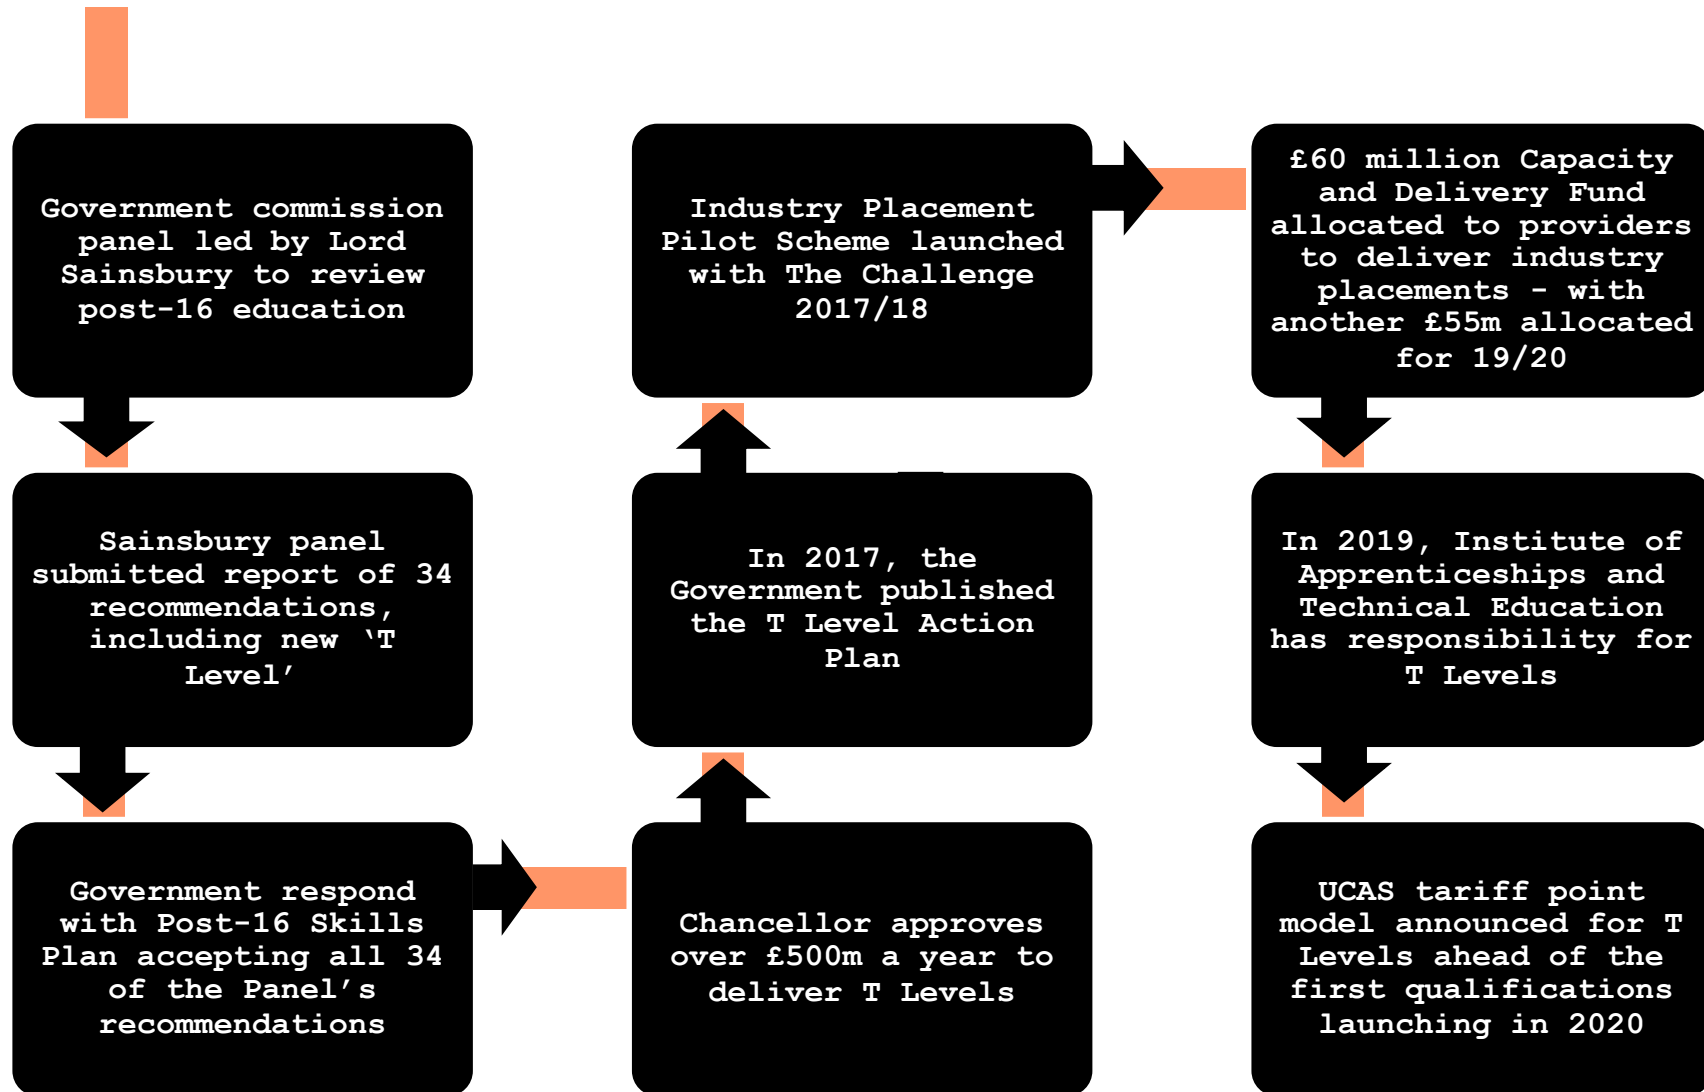 Government commission
panel led by Lord
Sainsbury to review
post-16 education
Sainsbury panel
submitted report of 34
recommendations,
including new ‘T
Level’
Government respond
with Post-16 Skills
Plan accepting all 34
of the Panel’s
recommendations
Chancellor approves
over £500m a year to
deliver T Levels
In 2017, the
Government published
the T Level Action
Plan
Industry Placement
Pilot Scheme launched
with The Challenge
2017/18
£60 million Capacity
and Delivery Fund
allocated to providers
to deliver industry
placements - with
another £55m allocated
for 19/20
In 2019, Institute of
Apprenticeships and
Technical Education
has responsibility for
T Levels
UCAS tariff point
model announced for T
Levels ahead of the
first qualifications
launching in 2020